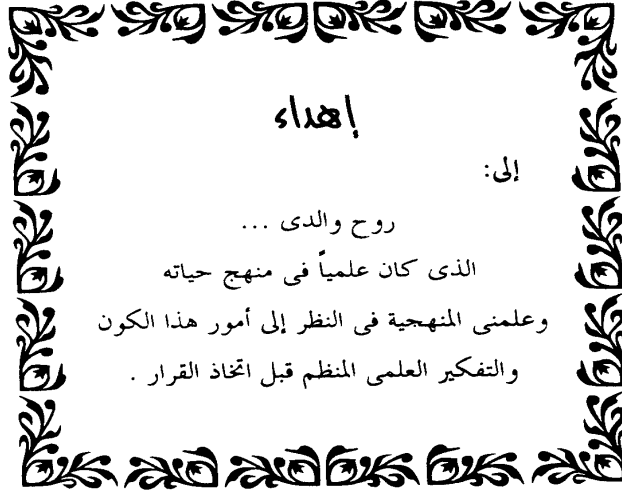 إهداء
إلى:
روح والدى ...
الذى كان علمياً فى منهج حياته
وعلمنى المنهجية فى النظر إلى أمور هذا الكون
والتفكير العلمى المنظم قبل اتخاذ القرار .